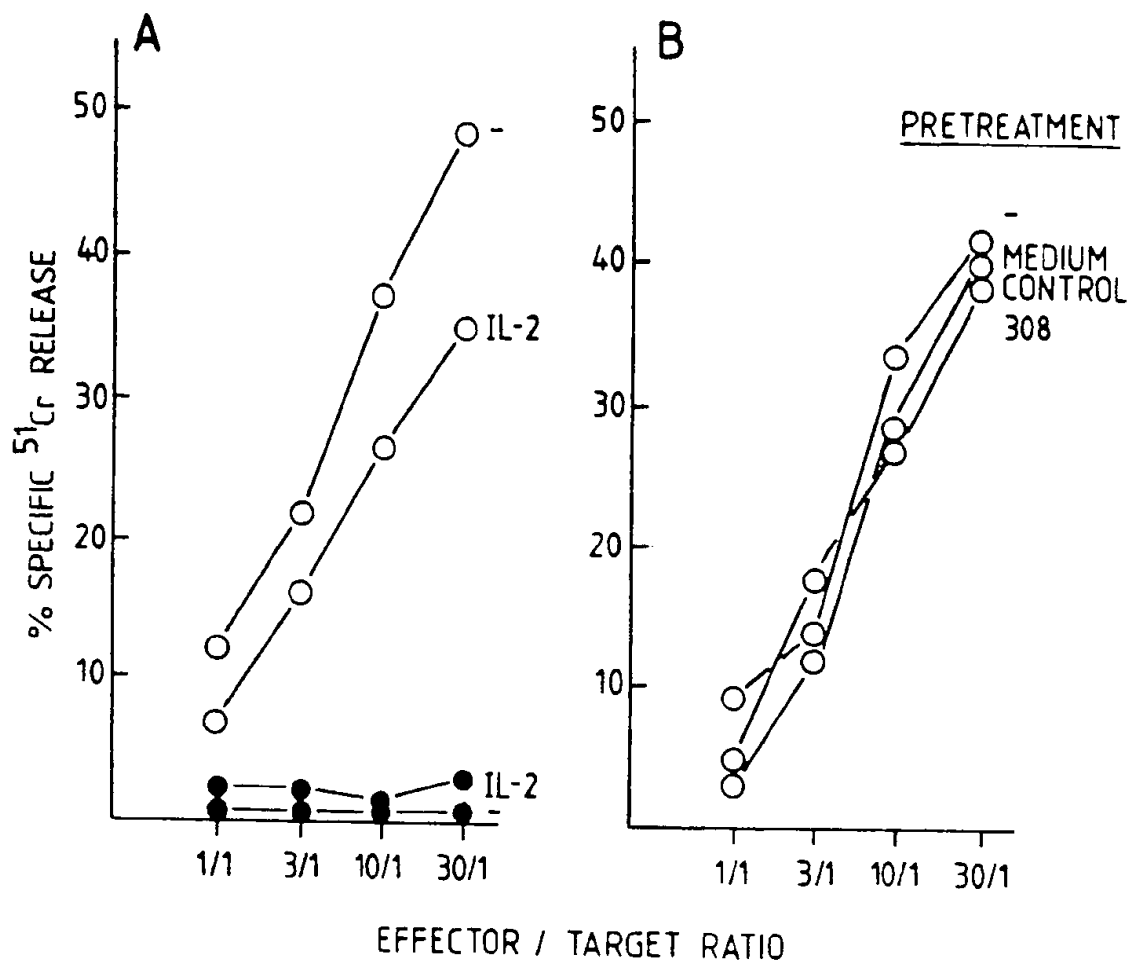 A
% SPECIFIC ⁵¹Cr RELEASE
50
40
30
20
10
-
IL-2
IL-2
-
1/1 3/1 10/1 30/1
B
PRETREATMENT
50
40
30
20
10
-
MEDIUM
CONTROL
308
1/1 3/1 10/1 30/1
EFFECTOR / TARGET RATIO